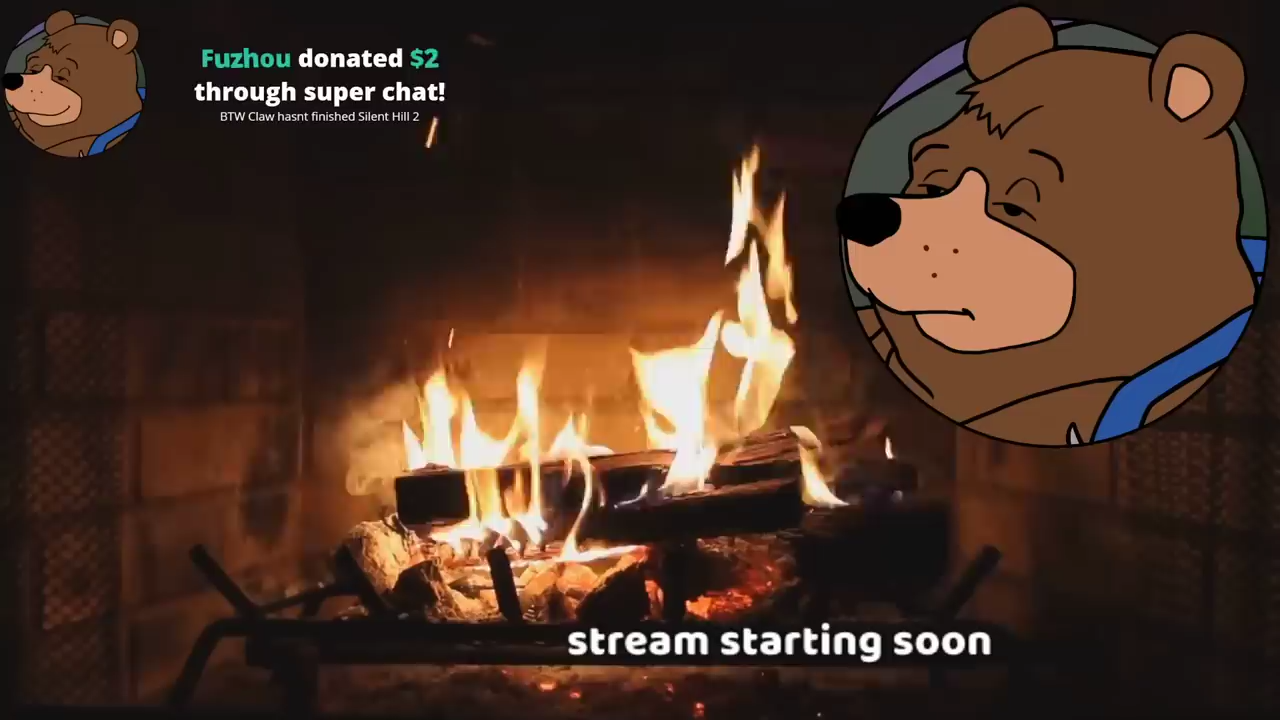 Fuzhou donated $2
through super chat!
BTW Claw hasnt finished Silent Hill 2
stream starting soon